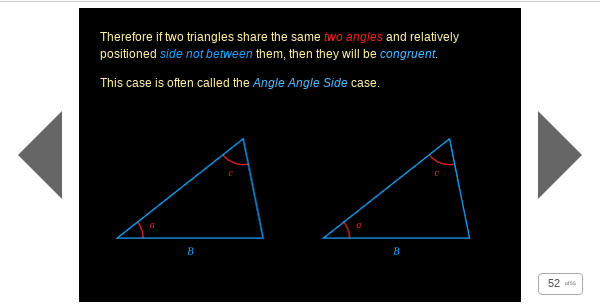 Therefore if two triangles share the same two angles and relatively
positioned side not between them, then they will be congruent.
This case is often called the Angle Angle Side case.
c
c
a
a
B
B
52 of 55